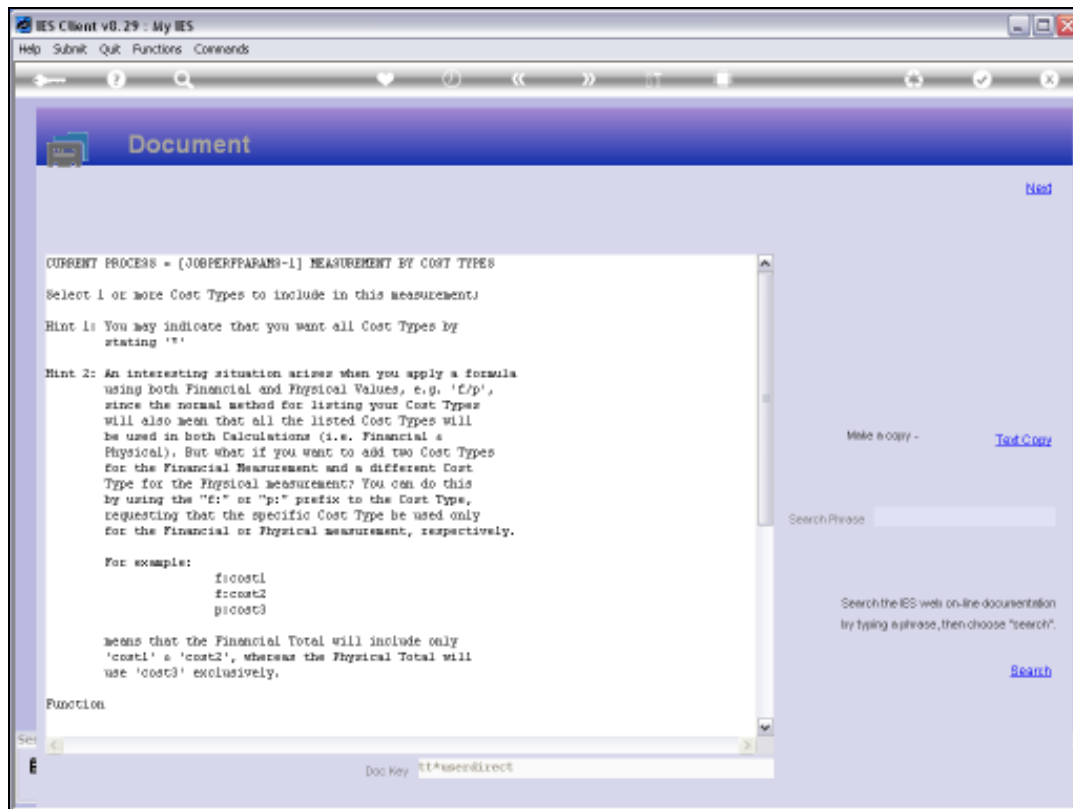 IES Client v8.29 : My IES
Help Submit Quit Functions Commands
Document
Next
CURRENT PROCESS = [JOBPERFPARAMS-1] MEASUREMENT BY COST TYPES
Select 1 or more Cost Types to include in this measurement;
Hint 1: You may indicate that you want all Cost Types by
stating '*'
Hint 2: An interesting situation arises when you apply a formula
using both Financial and Physical Values, e.g. 'f/p',
since the normal method for listing your Cost Types
will also mean that all the listed Cost Types will
be used in both Calculations (i.e. Financial &
Physical). But what if you want to add two Cost Types
for the Financial Measurement and a different Cost
Type for the Physical measurement? You can do this
by using the "f:" or "p:" prefix to the Cost Type,
requesting that the specific Cost Type be used only
for the Financial or Physical measurement, respectively.
For example:
f:cost1
f:cost2
p:cost3
means that the Financial Total will include only
'cost1' & 'cost2', whereas the Physical Total will
use 'cost3' exclusively.
Function
Make a copy -
Text Copy
Search Phrase
Search the IES web on-line documentation
by typing a phrase, then choose "search".
Search
Ses
Doc Key tt*userdirect